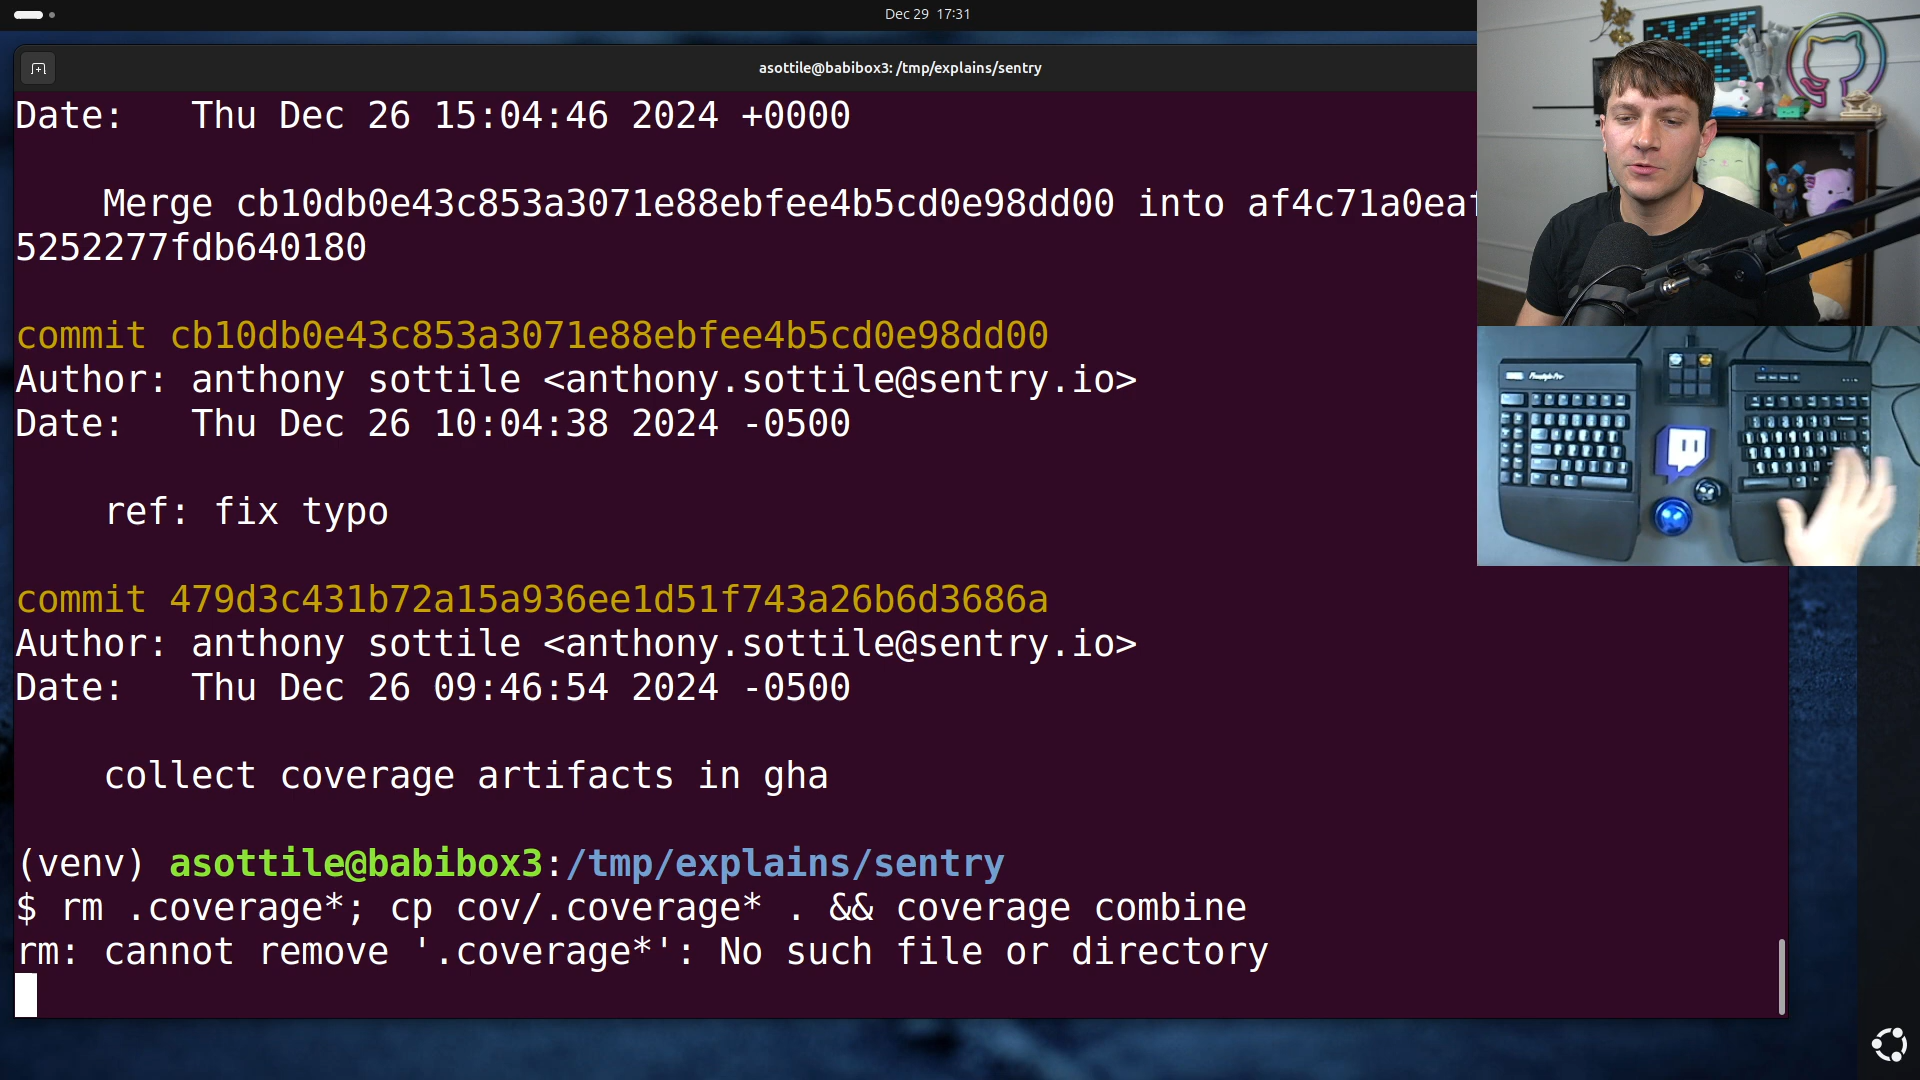 Dec 29 17:31
asottile@babibox3: /tmp/explains/sentry
Date:   Thu Dec 26 15:04:46 2024 +0000
    Merge cb10db0e43c853a3071e88ebfee4b5cd0e98dd00 into af4c71a0eaf
5252277fdb640180
commit cb10db0e43c853a3071e88ebfee4b5cd0e98dd00
Author: anthony sottile <anthony.sottile@sentry.io>
Date:   Thu Dec 26 10:04:38 2024 -0500
    ref: fix typo
commit 479d3c431b72a15a936ee1d51f743a26b6d3686a
Author: anthony sottile <anthony.sottile@sentry.io>
Date:   Thu Dec 26 09:46:54 2024 -0500
    collect coverage artifacts in gha
(venv) asottile@babibox3:/tmp/explains/sentry
$ rm .coverage*; cp cov/.coverage* . && coverage combine
rm: cannot remove '.coverage*': No such file or directory